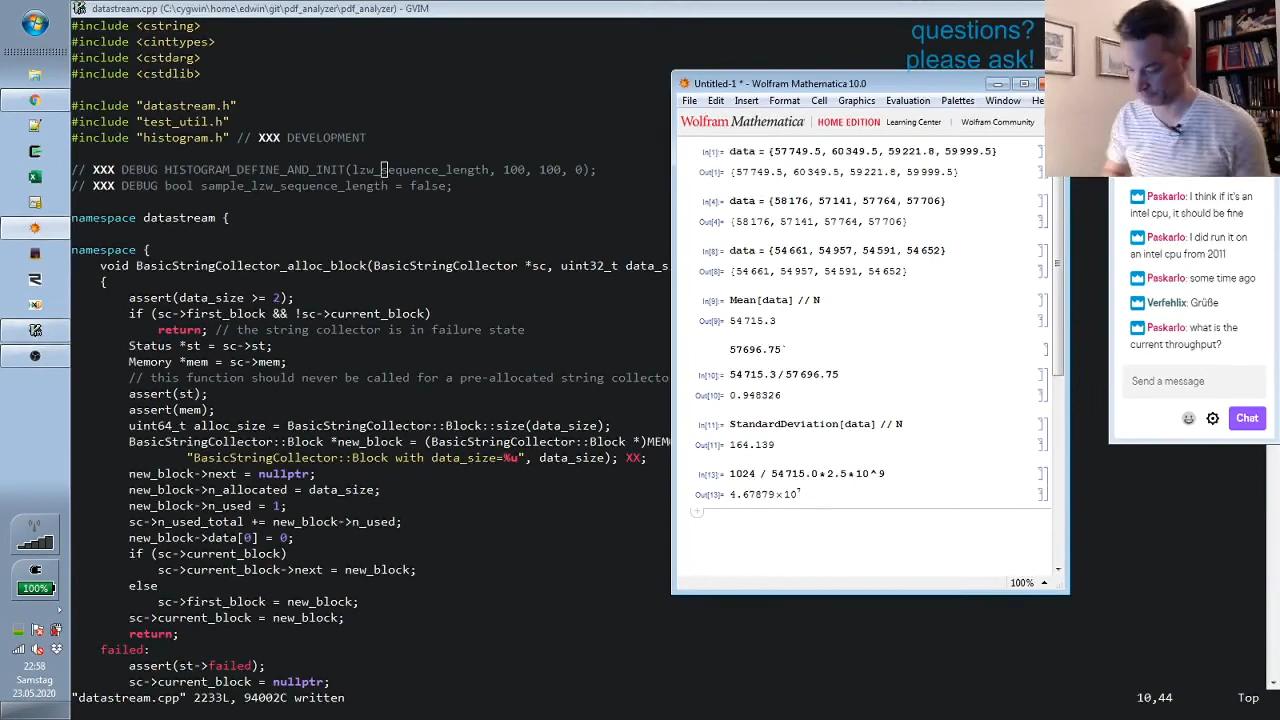 datastream.cpp (C:\cygwin\home\edwin\git\pdf_analyzer\pdf_analyzer) - GVIM
#include <cstring>
#include <cinttypes>
#include <cstdarg>
#include <cstdlib>
#include "datastream.h"
#include "test_util.h"
#include "histogram.h" // XXX DEVELOPMENT
// XXX DEBUG HISTOGRAM_DEFINE_AND_INIT(lzw_sequence_length, 100, 100, 0);
// XXX DEBUG bool sample_lzw_sequence_length = false;
namespace datastream {
namespace {
void BasicStringCollector_alloc_block(BasicStringCollector *sc, uint32_t data_s
{
assert(data_size >= 2);
if (sc->first_block && !sc->current_block)
return; // the string collector is in failure state
Status *st = sc->st;
Memory *mem = sc->mem;
// this function should never be called for a pre-allocated string collecto
assert(st);
assert(mem);
uint64_t alloc_size = BasicStringCollector::Block::size(data_size);
BasicStringCollector::Block *new_block = (BasicStringCollector::Block *)MEM
"BasicStringCollector::Block with data_size=%u", data_size); XX;
new_block->next = nullptr;
new_block->n_allocated = data_size;
new_block->n_used = 1;
sc->n_used_total += new_block->n_used;
new_block->data[0] = 0;
if (sc->current_block)
sc->current_block->next = new_block;
else
sc->first_block = new_block;
sc->current_block = new_block;
return;
failed:
assert(st->failed);
sc->current_block = nullptr;
"datastream.cpp" 2233L, 94002C written
10,44
Top
questions?
please ask!
Untitled-1 * - Wolfram Mathematica 10.0
File Edit Insert Format Cell Graphics Evaluation Palettes Window He
Wolfram Mathematica HOME EDITION Learning Center Wolfram Community
In[1]:= data = {57749.5, 60349.5, 59221.8, 59999.5}
Out[1]= {57749.5, 60349.5, 59221.8, 59999.5}
In[4]:= data = {58176, 57141, 57764, 57706}
Out[4]= {58176, 57141, 57764, 57706}
In[8]:= data = {54661, 54957, 54591, 54652}
Out[8]= {54661, 54957, 54591, 54652}
In[9]:= Mean[data] // N
Out[9]= 54715.3
57696.75`
In[10]:= 54715.3/57696.75
Out[10]= 0.948326
In[11]:= StandardDeviation[data] // N
Out[11]= 164.139
In[13]:= 1024 / 54715.0*2.5*10^9
Out[13]= 4.67879×10⁷
100%
Paskarlo: I think if it's an
intel cpu, it should be fine
Paskarlo: I did run it on
an intel cpu from 2011
Paskarlo: some time ago
Verfehlix: Grüße
Paskarlo: what is the
current throughput?
Send a message
Chat
100%
22:58
Samstag
23.05.2020